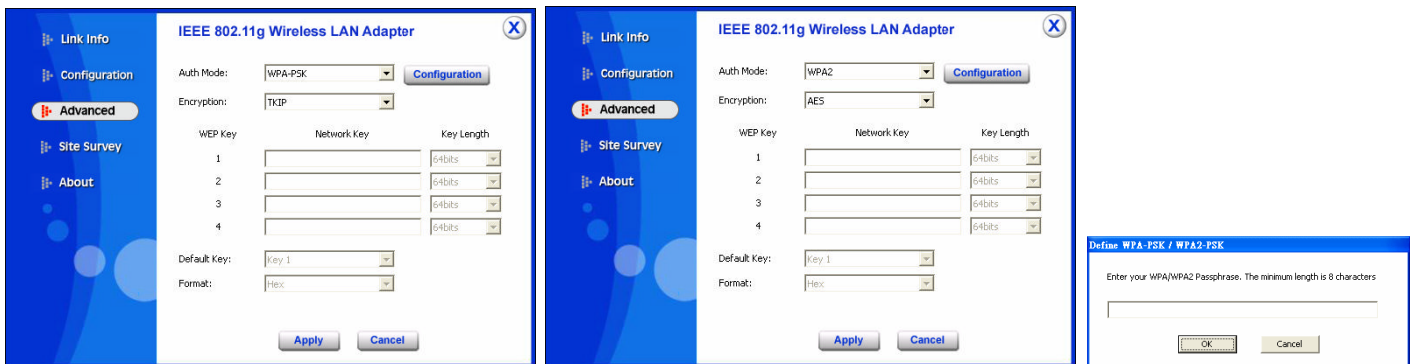 Link Info
Configuration
Advanced
Site Survey
About
IEEE 802.11g Wireless LAN Adapter
X
Auth Mode: WPA-PSK Configuration
Encryption: TKIP
WEP Key Network Key Key Length
1 64bits
2 64bits
3 64bits
4 64bits
Default Key: Key 1
Format: Hex
Apply Cancel
Link Info
Configuration
Advanced
Site Survey
About
IEEE 802.11g Wireless LAN Adapter
X
Auth Mode: WPA2 Configuration
Encryption: AES
WEP Key Network Key Key Length
1 64bits
2 64bits
3 64bits
4 64bits
Default Key: Key 1
Format: Hex
Apply Cancel
Define WPA-PSK / WPA2-PSK
Enter your WPA/WPA2 Passphrase. The minimum length is 8 characters
OK Cancel